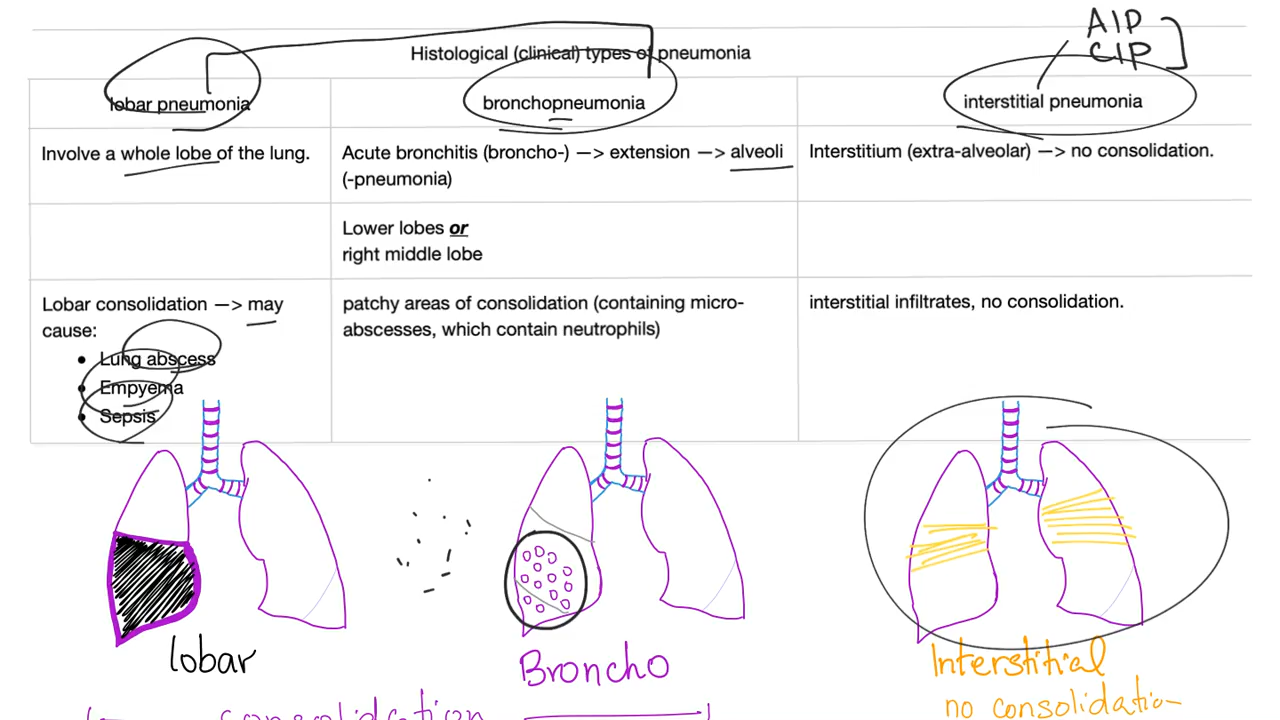 AIP
CIP
Histological (clinical) types of pneumonia
lobar pneumonia
bronchopneumonia
interstitial pneumonia
Involve a whole lobe of the lung.
Acute bronchitis (broncho-) —> extension —> alveoli
(-pneumonia)
Interstitium (extra-alveolar) —> no consolidation.
Lower lobes or
right middle lobe
Lobar consolidation —> may
cause:
• Lung abscess
• Empyema
• Sepsis
patchy areas of consolidation (containing micro-
abscesses, which contain neutrophils)
interstitial infiltrates, no consolidation.
lobar
Broncho
Interstitial
no consolidation
consolidation